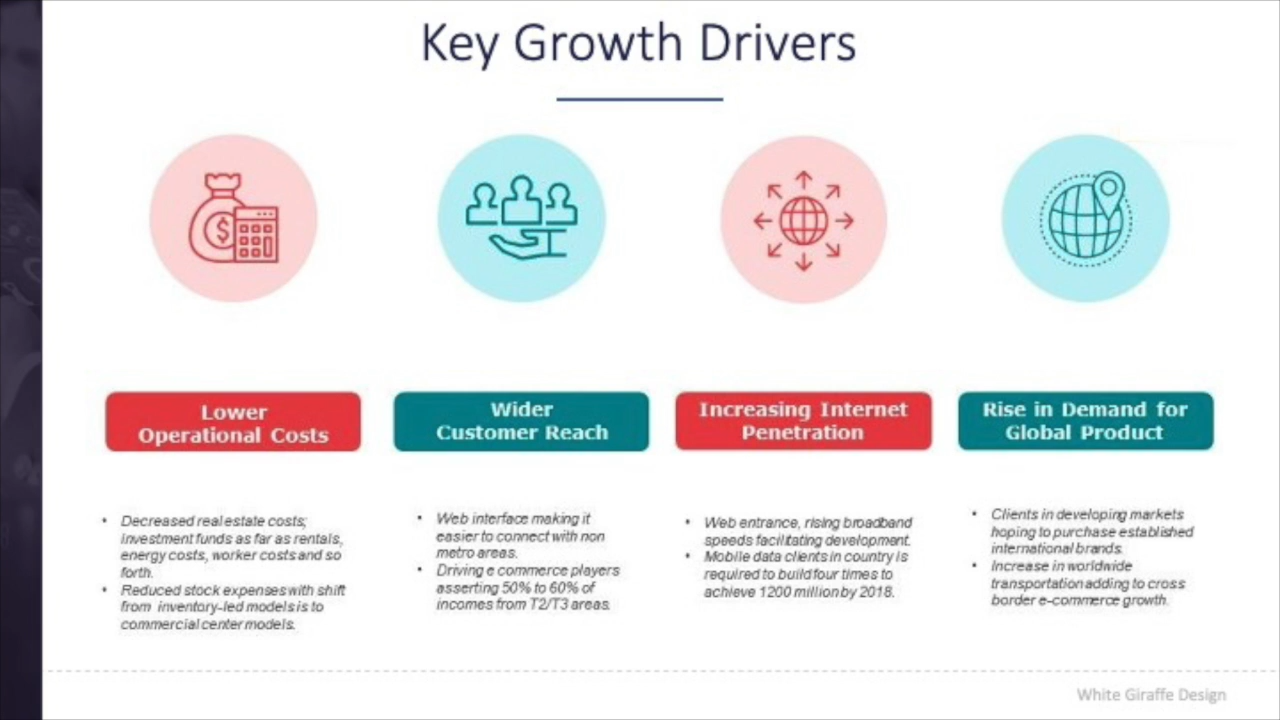 Key Growth Drivers
Lower
Operational Costs
Wider
Customer Reach
Increasing Internet
Penetration
Rise in Demand for
Global Product
• Decreased real estate costs;
investment funds as far as rentals,
energy costs, worker costs and so
forth.
• Reduced stock expenses with shift
from inventory-led models is to
commercial center models.
• Web interface making it
easier to connect with non
metro areas.
• Driving e commerce players
asserting 50% to 60% of
incomes from T2/T3 areas.
• Web entrance, rising broadband
speeds facilitating development.
• Mobile data clients in country is
required to build four times to
achieve 1200 million by 2018.
• Clients in developing markets
hoping to purchase established
international brands.
• Increase in worldwide
transportation adding to cross
border e-commerce growth.
White Giraffe Design